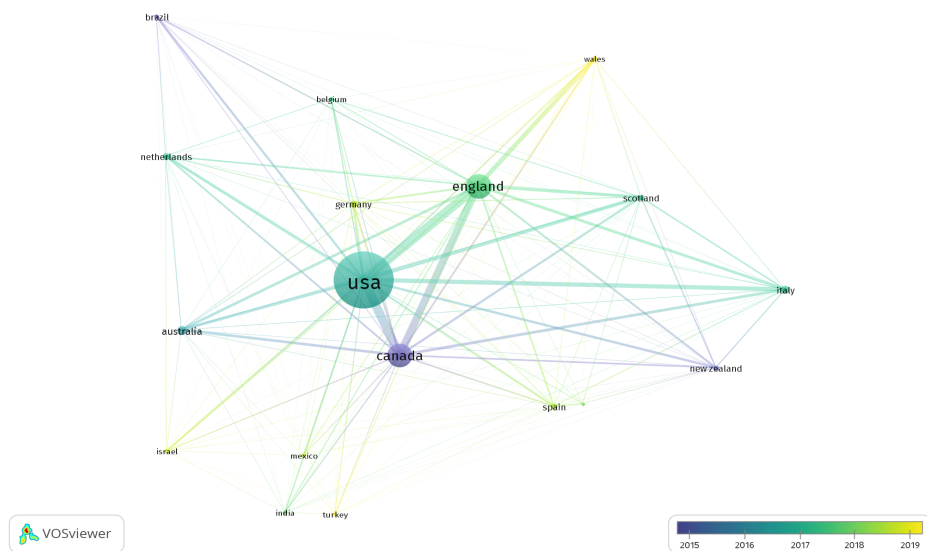 brazil
wales
belgium
netherlands
england
germany
scotland
usa
italy
australia
canada
new zealand
spain
israel
mexico
india
turkey
VOSviewer
2015 2016 2017 2018 2019